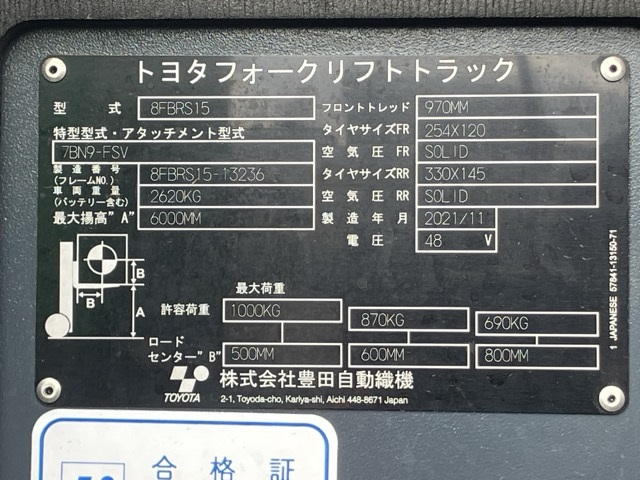 トヨタフォークリフトトラック
型式 8FBRS15
特型型式・アタッチメント型式
7BN9-FSV
製造番号
(フレームNO.) 8FBRS15-13236
車両重量
(バッテリー含む) 2620KG
最大揚高"A" 6000MM
フロントトレッド 970MM
タイヤサイズFR 254X120
空気圧FR SOLID
タイヤサイズRR 330X145
空気圧RR SOLID
製造年月 2021/11
電圧 48 V
B
B
A
最大荷重
許容荷重 1000KG 870KG 690KG
ロード
センター"B" 500MM 600MM 800MM
TOYOTA
株式会社豊田自動織機
2-1, Toyoda-cho, Kariya-shi, Aichi 448-8671 Japan
1 JAPANESE 57841-13150-71
合格証